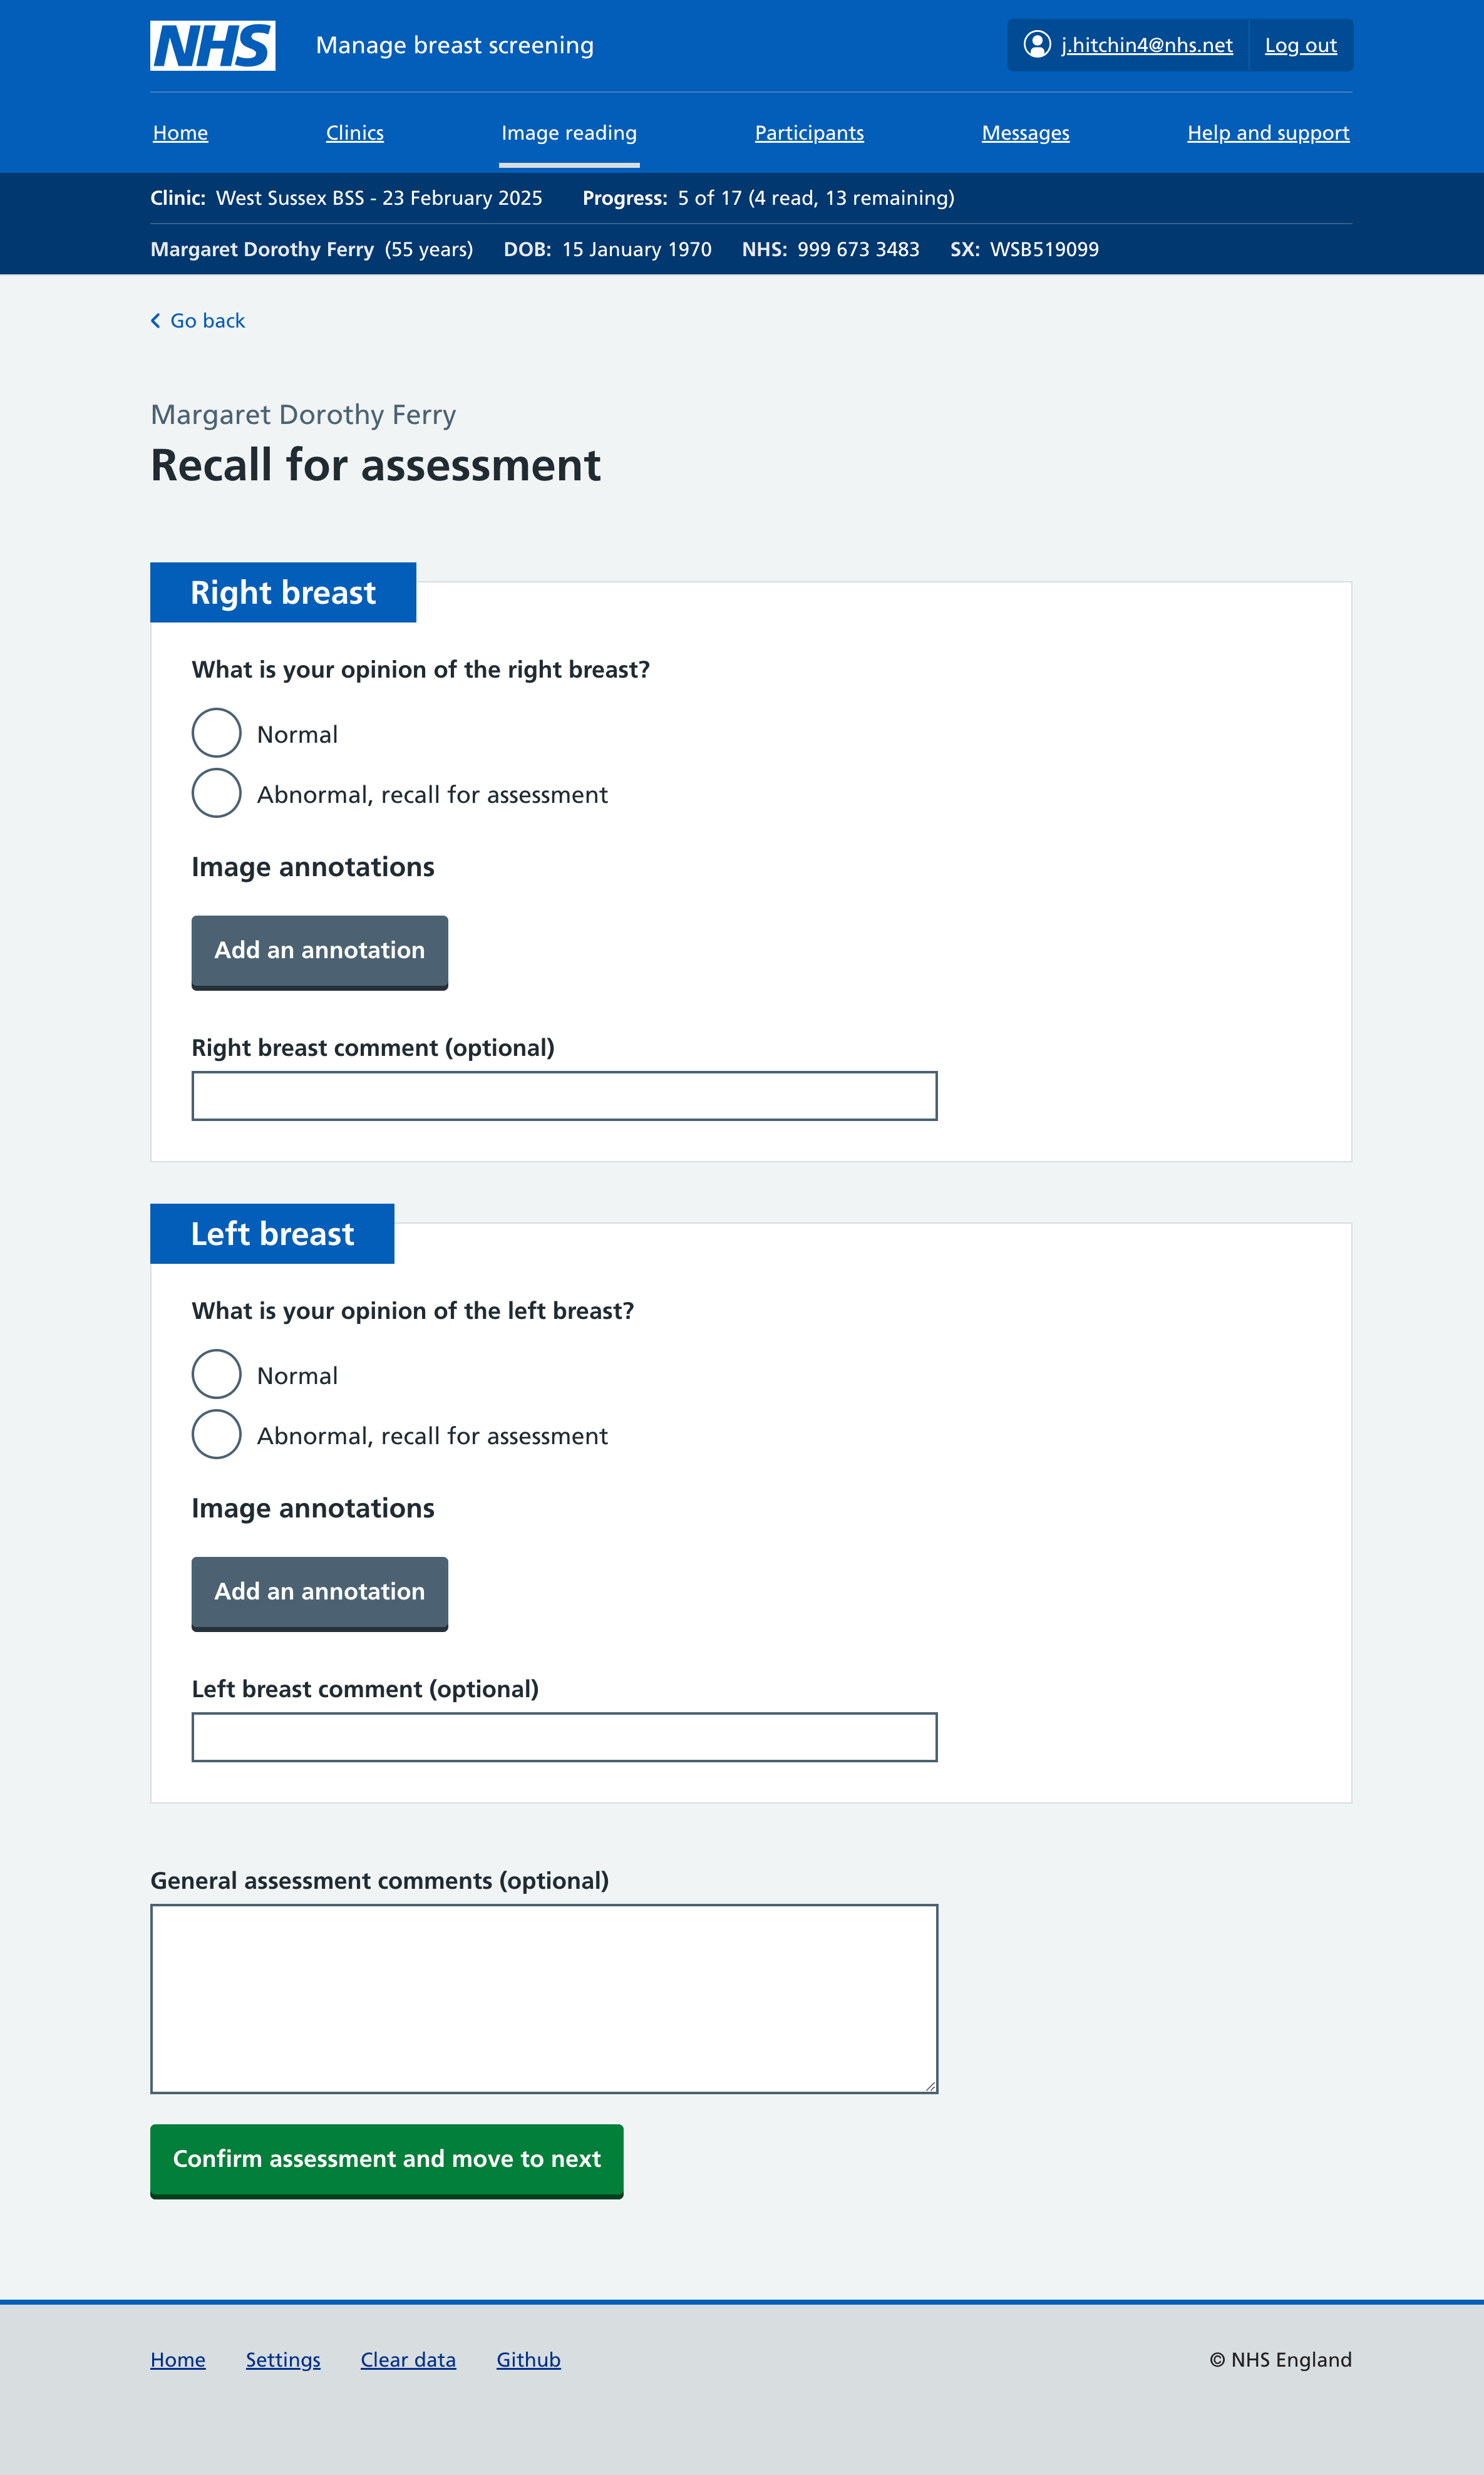 NHS Manage breast screening j.hitchin4@nhs.net Log out
Home Clinics Image reading Participants Messages Help and support
Clinic: West Sussex BSS - 23 February 2025 Progress: 5 of 17 (4 read, 13 remaining)
Margaret Dorothy Ferry (55 years) DOB: 15 January 1970 NHS: 999 673 3483 SX: WSB519099
Go back
Margaret Dorothy Ferry
Recall for assessment
Right breast
What is your opinion of the right breast?
Normal
Abnormal, recall for assessment
Image annotations
Add an annotation
Right breast comment (optional)
Left breast
What is your opinion of the left breast?
Normal
Abnormal, recall for assessment
Image annotations
Add an annotation
Left breast comment (optional)
General assessment comments (optional)
Confirm assessment and move to next
Home Settings Clear data Github © NHS England